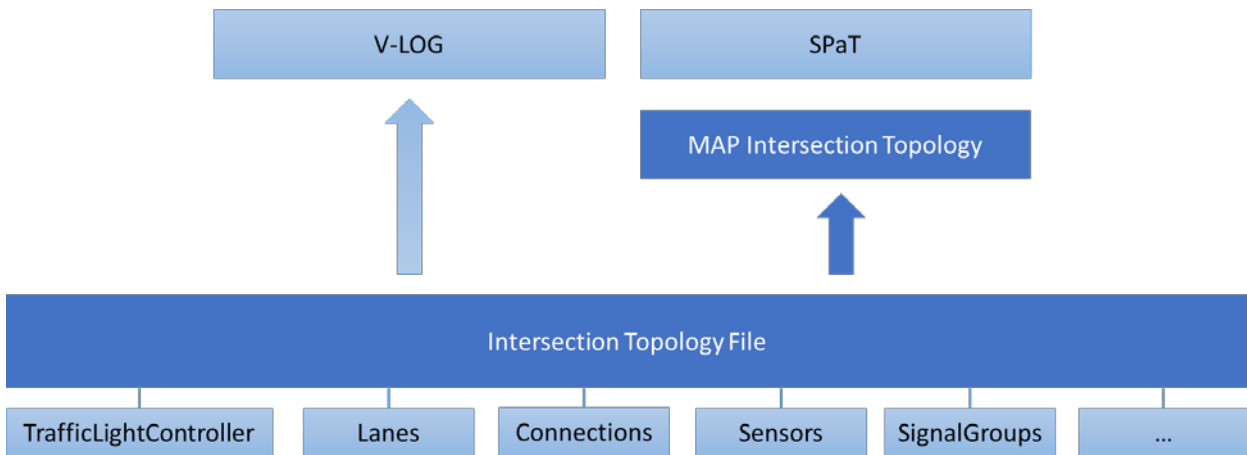 V-LOG
SPaT
MAP Intersection Topology
Intersection Topology File
TrafficLightController
Lanes
Connections
Sensors
SignalGroups
...